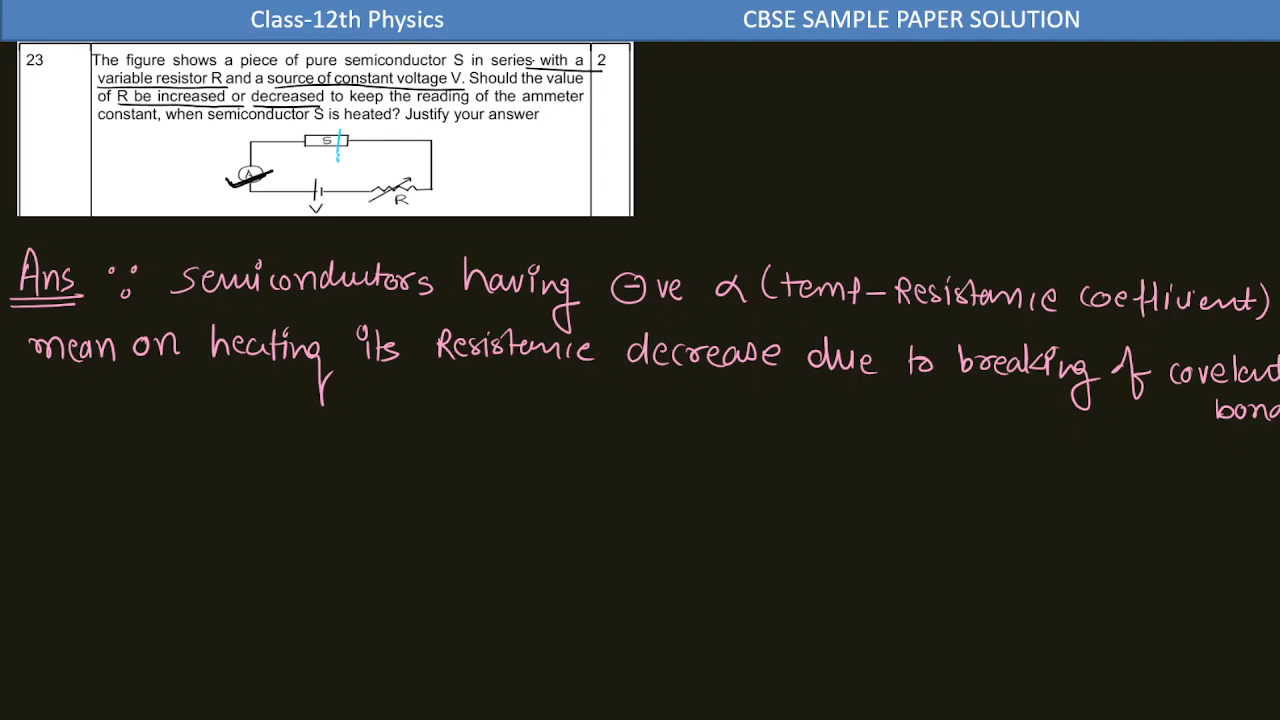 Class-12th Physics CBSE SAMPLE PAPER SOLUTION
23 The figure shows a piece of pure semiconductor S in series with a 2
variable resistor R and a source of constant voltage V. Should the value
of R be increased or decreased to keep the reading of the ammeter
constant, when semiconductor S is heated? Justify your answer
S
A
R
V
Ans ∵ semiconductors having ⊖ve α (temp-Resistance coefficient)
mean on heating its Resistance decrease due to breaking of covelant
bond